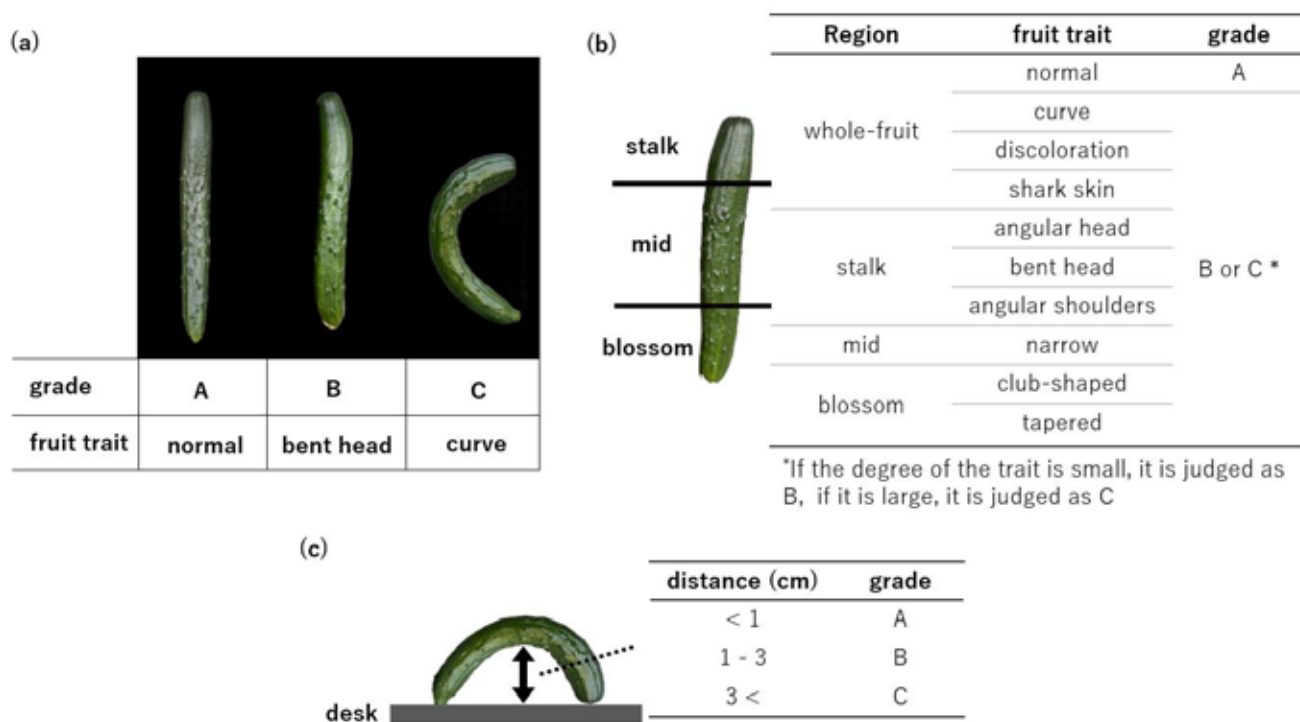 (a)
grade A B C
fruit trait normal bent head curve
(b)
stalk
mid
blossom
Region fruit trait grade
whole-fruit
normal A
curve
discoloration
shark skin
stalk
angular head
bent head
angular shoulders
B or C *
mid narrow
blossom
club-shaped
tapered
*If the degree of the trait is small, it is judged as
B, if it is large, it is judged as C
(c)
desk
distance (cm) grade
< 1 A
1 - 3 B
3 < C